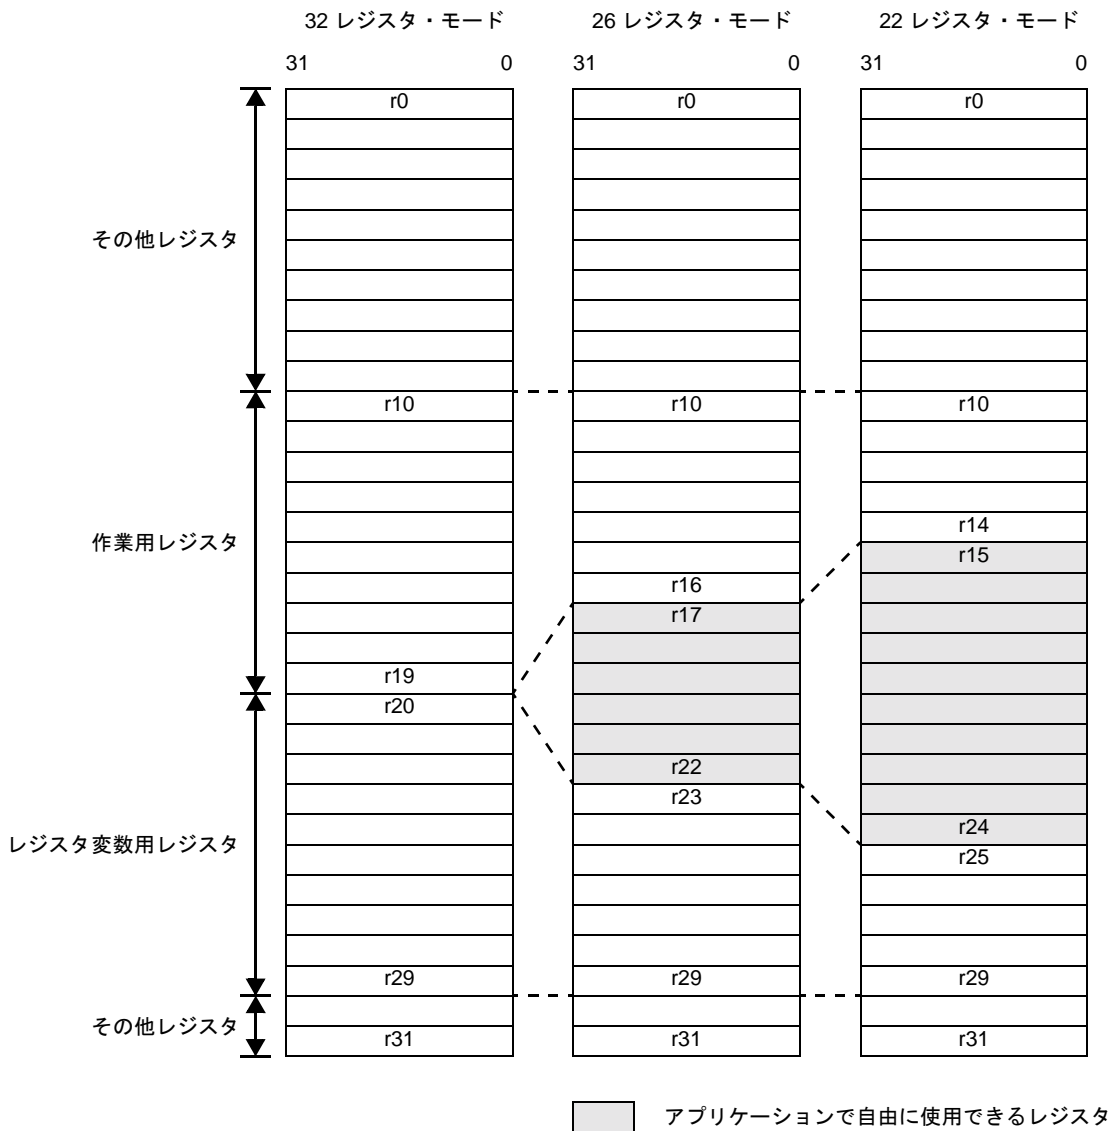 32 レジスタ・モード 26 レジスタ・モード 22 レジスタ・モード
31 0 31 0 31 0
r0 r0 r0
その他レジスタ
r10 r10 r10
r14
作業用レジスタ
r15
r16
r17
r19
r20
r22
r23
r24
レジスタ変数用レジスタ
r25
r29 r29 r29
その他レジスタ
r31 r31 r31
アプリケーションで自由に使用できるレジスタ